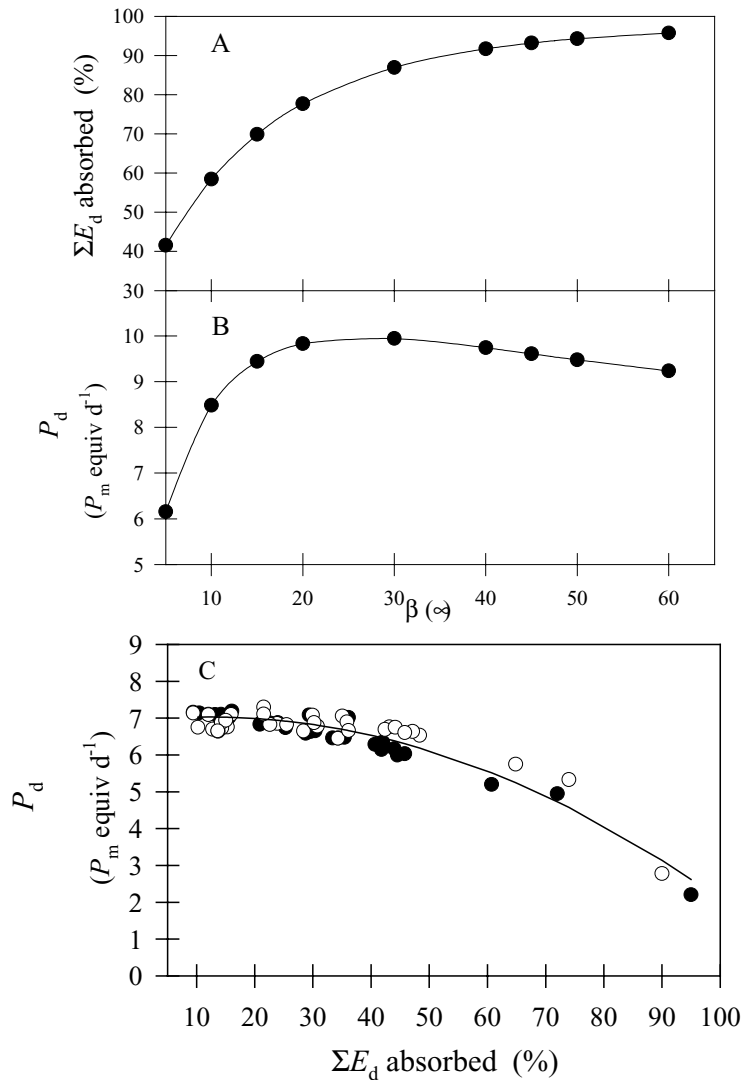 100
90
80
70
60
50
40
30
A
ΣEd absorbed (%)
10
9
8
7
6
5
B
Pd
(Pm equiv d-1)
10 20 30 40 50 60
β (∞)
9
8
7
6
5
4
3
2
1
0
C
Pd
(Pm equiv d-1)
10 20 30 40 50 60 70 80 90 100
ΣEd absorbed (%)